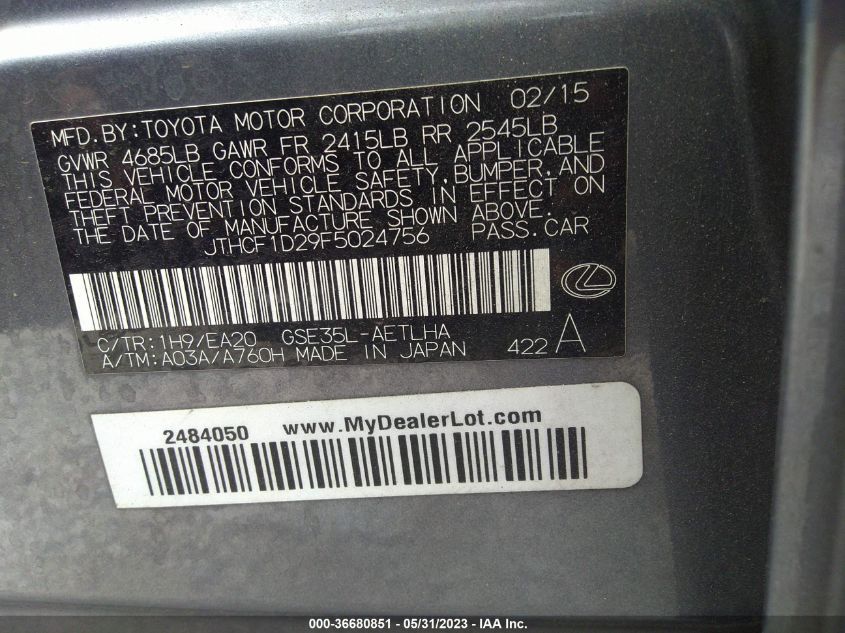 MFD.BY:TOYOTA MOTOR CORPORATION 02/15
GVWR 4685LB GAWR FR 2415LB RR 2545LB
THIS VEHICLE CONFORMS TO ALL APPLICABLE
FEDERAL MOTOR VEHICLE SAFETY,BUMPER,AND
THEFT PREVENTION STANDARDS IN EFFECT ON
THE DATE OF MANUFACTURE SHOWN ABOVE.
JTHCF1D29F5024756 PASS.CAR
C/TR:1H9/EA20 GSE35L-AETLHA
A/TM:A03A/A760H MADE IN JAPAN 422 A
2484050 www.MyDealerLot.com
000-36680851 — 05/31/2023 — IAA Inc.